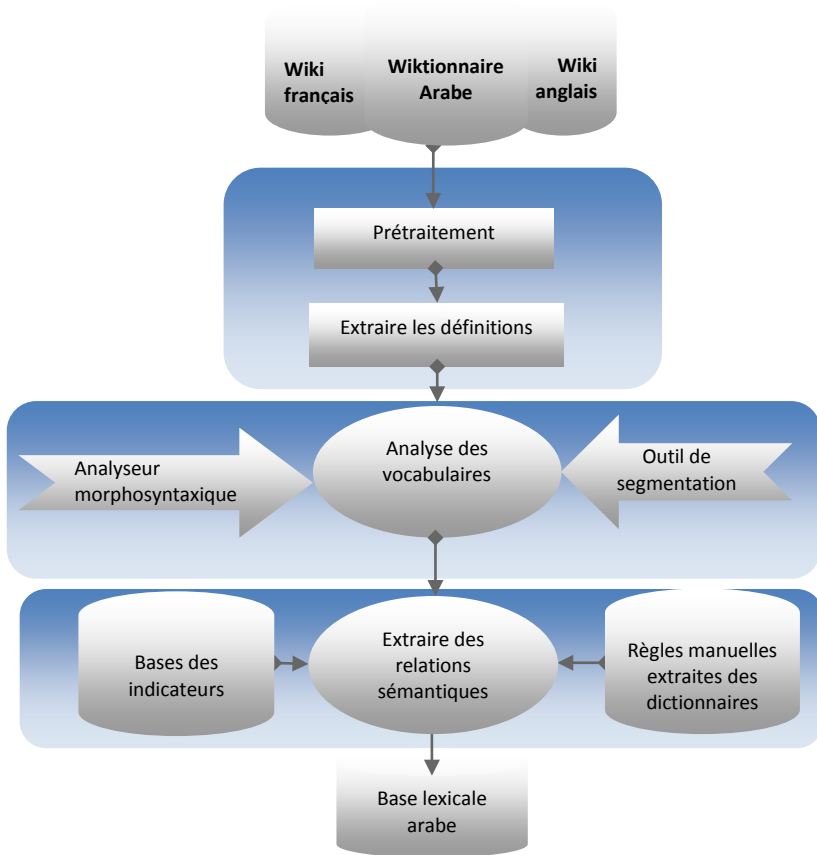 Wiki
français
Wiktionnaire
Arabe
Wiki
anglais
Prétraitement
Extraire les définitions
Analyse des
vocabulaires
Analyseur
morphosyntaxique
Outil de
segmentation
Bases des
indicateurs
Extraire des
relations
sémantiques
Règles manuelles
extraites des
dictionnaires
Base lexicale
arabe